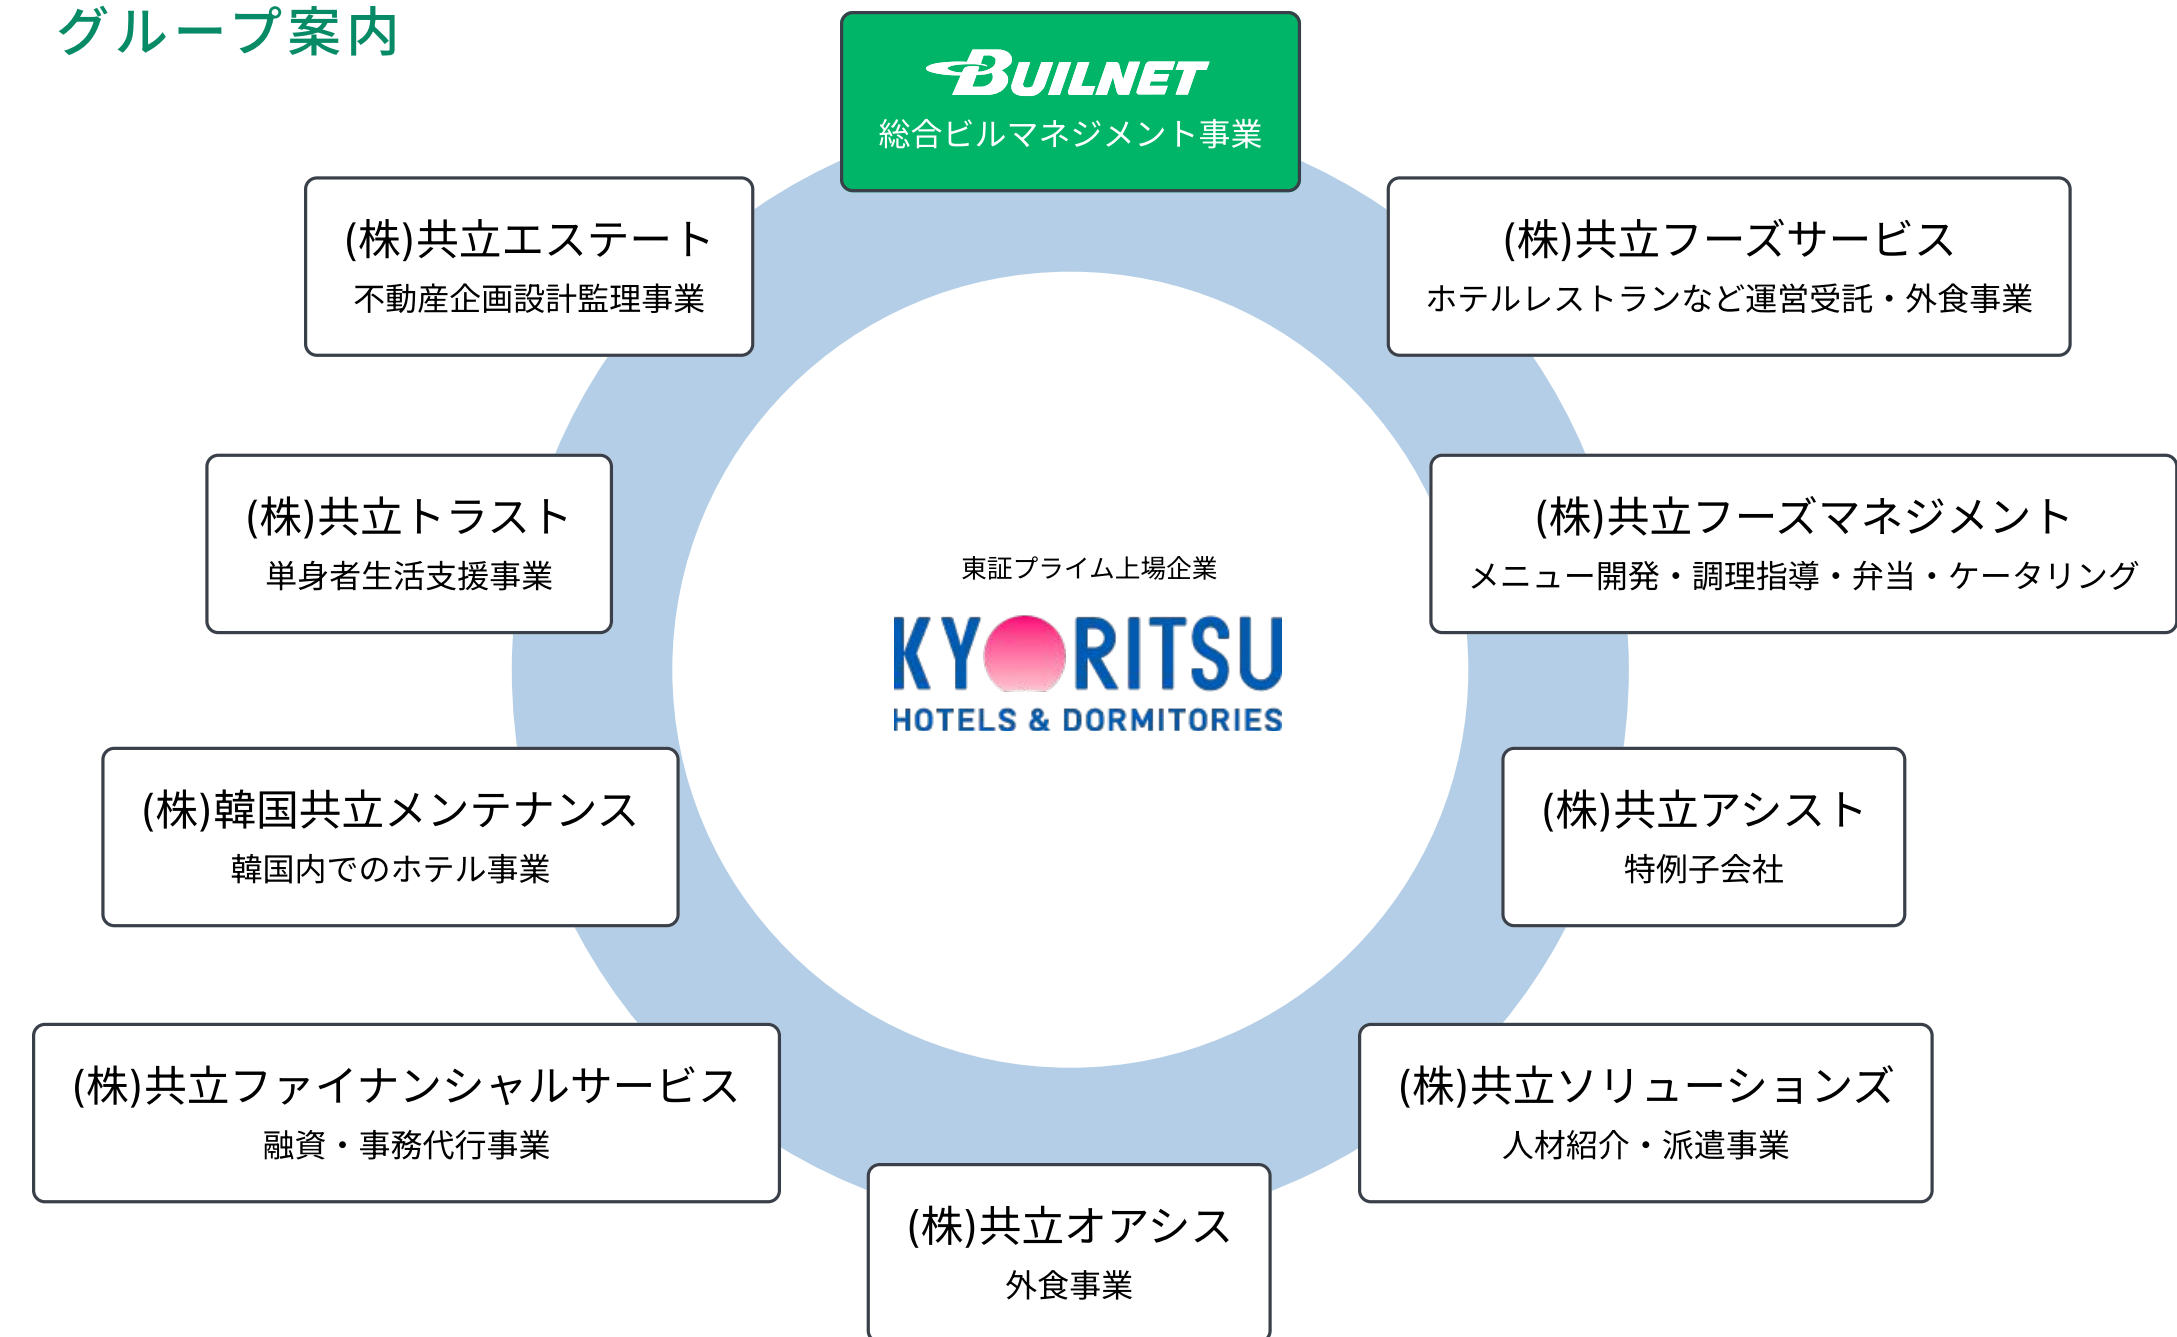 グループ案内
BUILNET
総合ビルマネジメント事業
(株)共立エステート
不動産企画設計監理事業
(株)共立フーズサービス
ホテルレストランなど運営受託・外食事業
(株)共立トラスト
単身者生活支援事業
(株)共立フーズマネジメント
メニュー開発・調理指導・弁当・ケータリング
東証プライム上場企業
KYORITSU
HOTELS & DORMITORIES
(株)韓国共立メンテナンス
韓国内でのホテル事業
(株)共立アシスト
特例子会社
(株)共立ファイナンシャルサービス
融資・事務代行事業
(株)共立ソリューションズ
人材紹介・派遣事業
(株)共立オアシス
外食事業